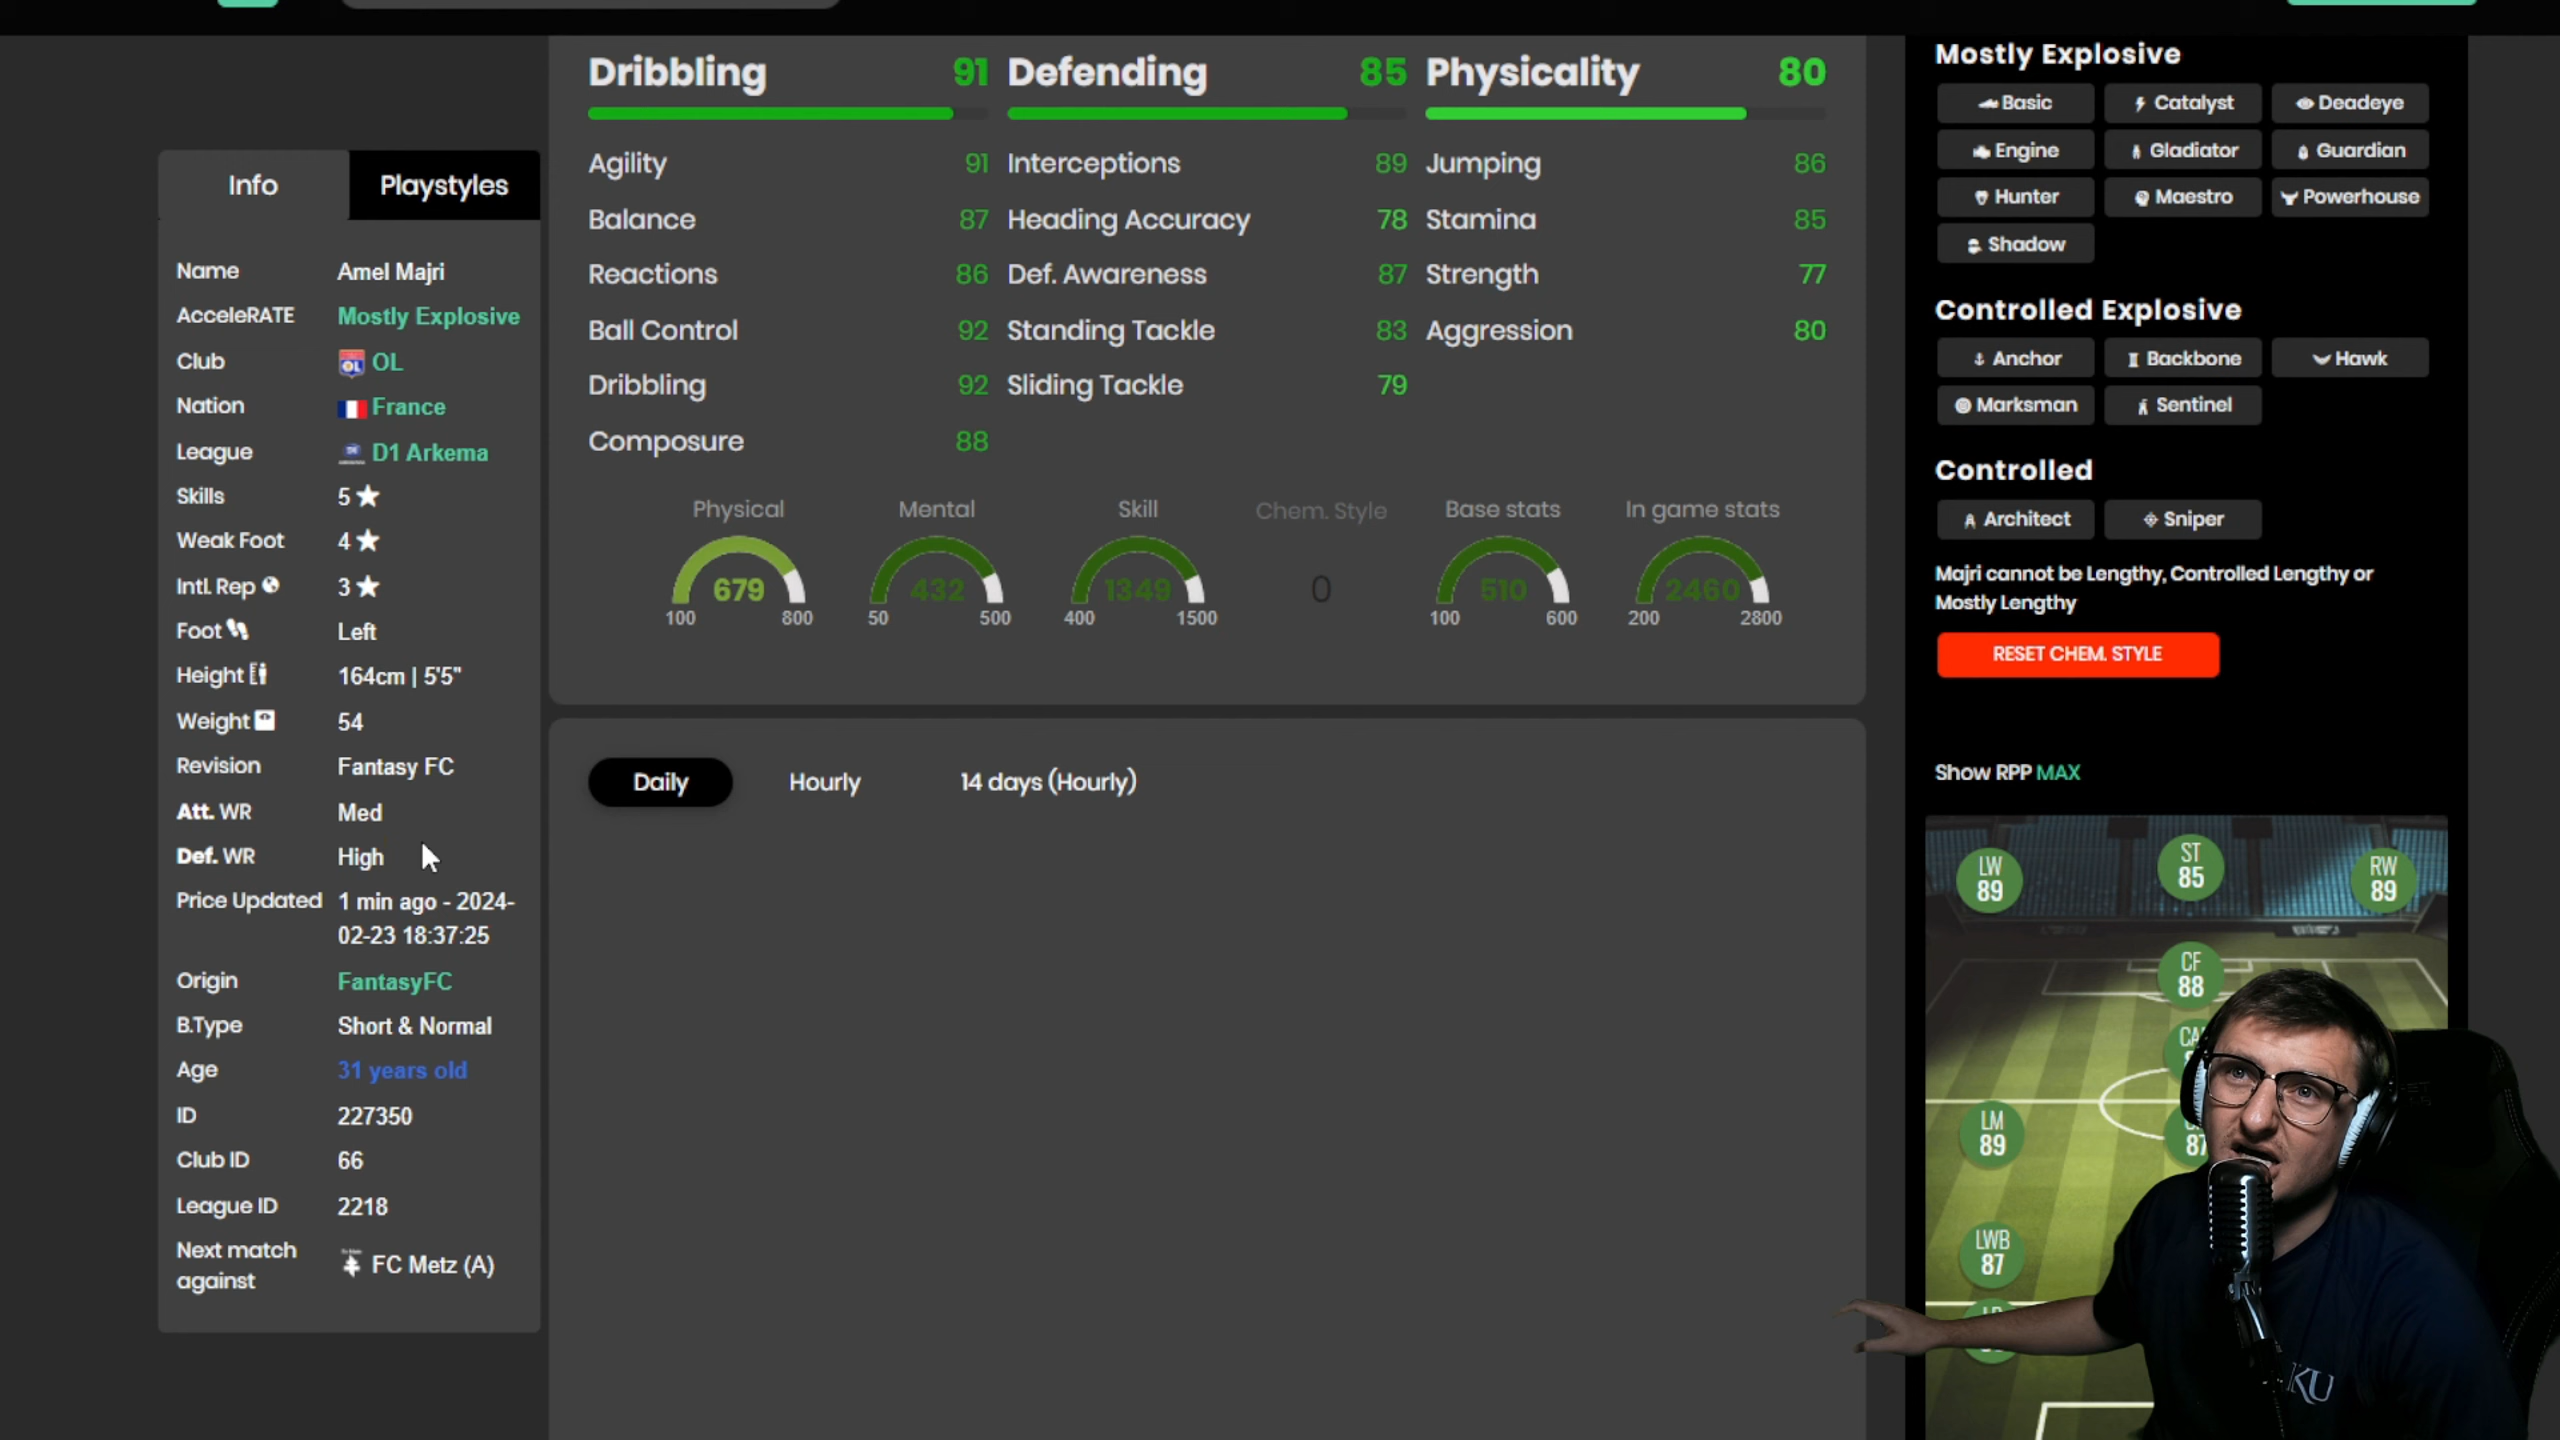 Dribbling 91
Agility 91
Balance 87
Reactions 86
Ball Control 92
Dribbling 92
Composure 88
Defending 85
Interceptions 89
Heading Accuracy 78
Def. Awareness 87
Standing Tackle 83
Sliding Tackle 79
Physicality 80
Jumping 86
Stamina 85
Strength 77
Aggression 80
Info Playstyles
Name Amel Majri
AcceleRATE Mostly Explosive
Club OL
Nation France
League D1 Arkema
Skills 5
Weak Foot 4
Intl. Rep 3
Foot Left
Height 164cm | 5'5"
Weight 54
Revision Fantasy FC
Att. WR Med
Def. WR High
Price Updated 1 min ago - 2024-
02-23 18:37:25
Origin FantasyFC
B.Type Short & Normal
Age 31 years old
ID 227350
Club ID 66
League ID 2218
Next match
against
FC Metz (A)
Physical
679
100 800
Mental
432
50 500
Skill
1349
400 1500
Chem. Style
0
Base stats
510
100 600
In game stats
2460
200 2800
Daily Hourly 14 days (Hourly)
Mostly Explosive
Basic Catalyst Deadeye
Engine Gladiator Guardian
Hunter Maestro Powerhouse
Shadow
Controlled Explosive
Anchor Backbone Hawk
Marksman Sentinel
Controlled
Architect Sniper
Majri cannot be Lengthy, Controlled Lengthy or
Mostly Lengthy
RESET CHEM. STYLE
Show RPP MAX
LW
89
ST
85
RW
89
CF
88
LM
89
87
LWB
87
KU